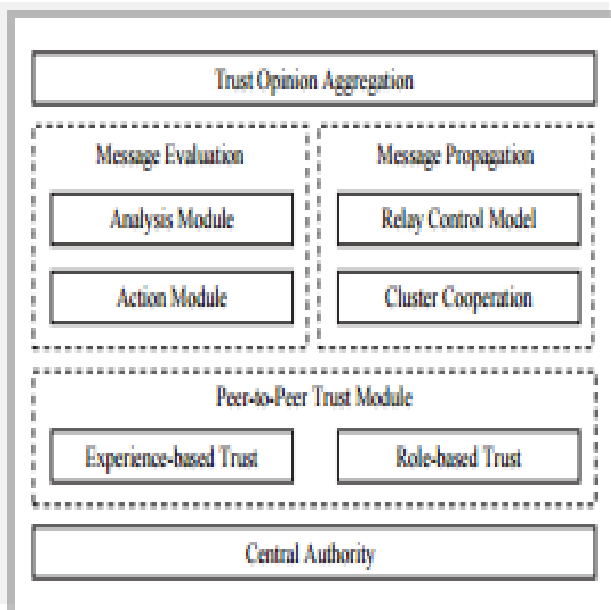 Trust Opinion Aggregation
Message Evaluation
Analysis Module
Action Module
Message Propagation
Relay Control Model
Cluster Cooperation
Peer-to-Peer Trust Module
Experience-based Trust
Role-based Trust
Central Authority